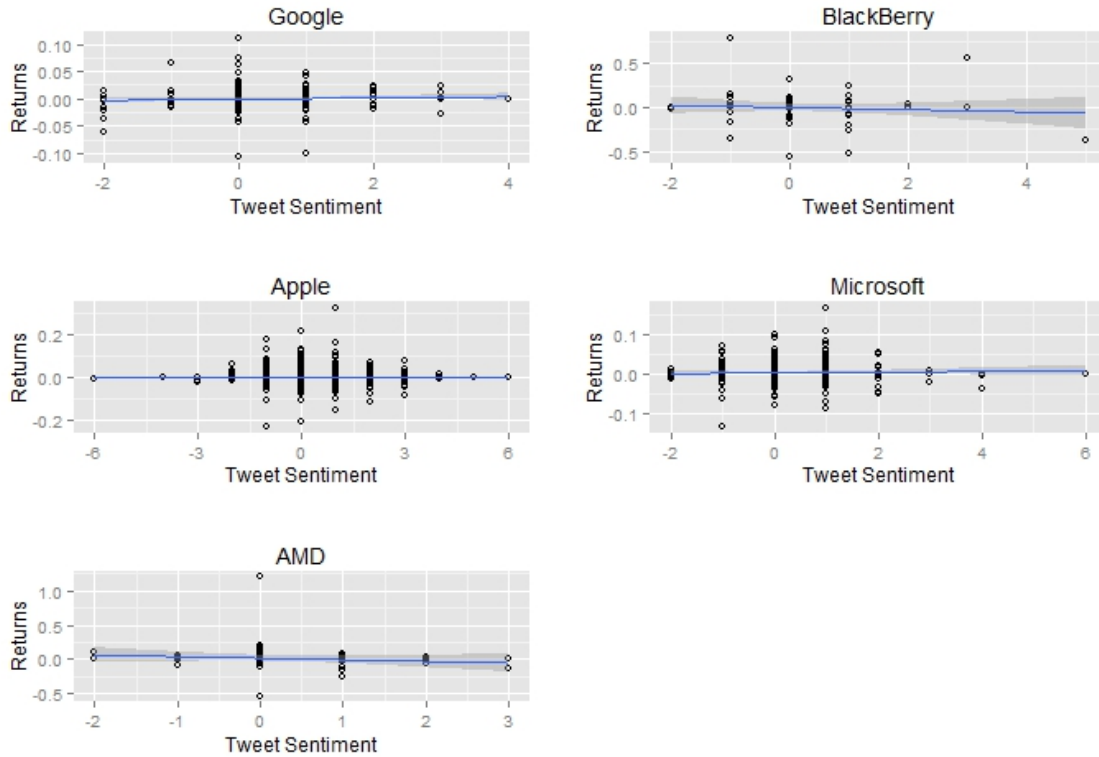 Google
0.10
0.05
0.00
-0.05
-0.10
Returns
-2 0 2 4
Tweet Sentiment
BlackBerry
0.5
0.0
-0.5
Returns
-2 0 2 4
Tweet Sentiment
Apple
0.2
0.0
-0.2
Returns
-6 -3 0 3 6
Tweet Sentiment
Microsoft
0.1
0.0
-0.1
Returns
-2 0 2 4 6
Tweet Sentiment
AMD
1.0
0.5
0.0
-0.5
Returns
-2 -1 0 1 2 3
Tweet Sentiment